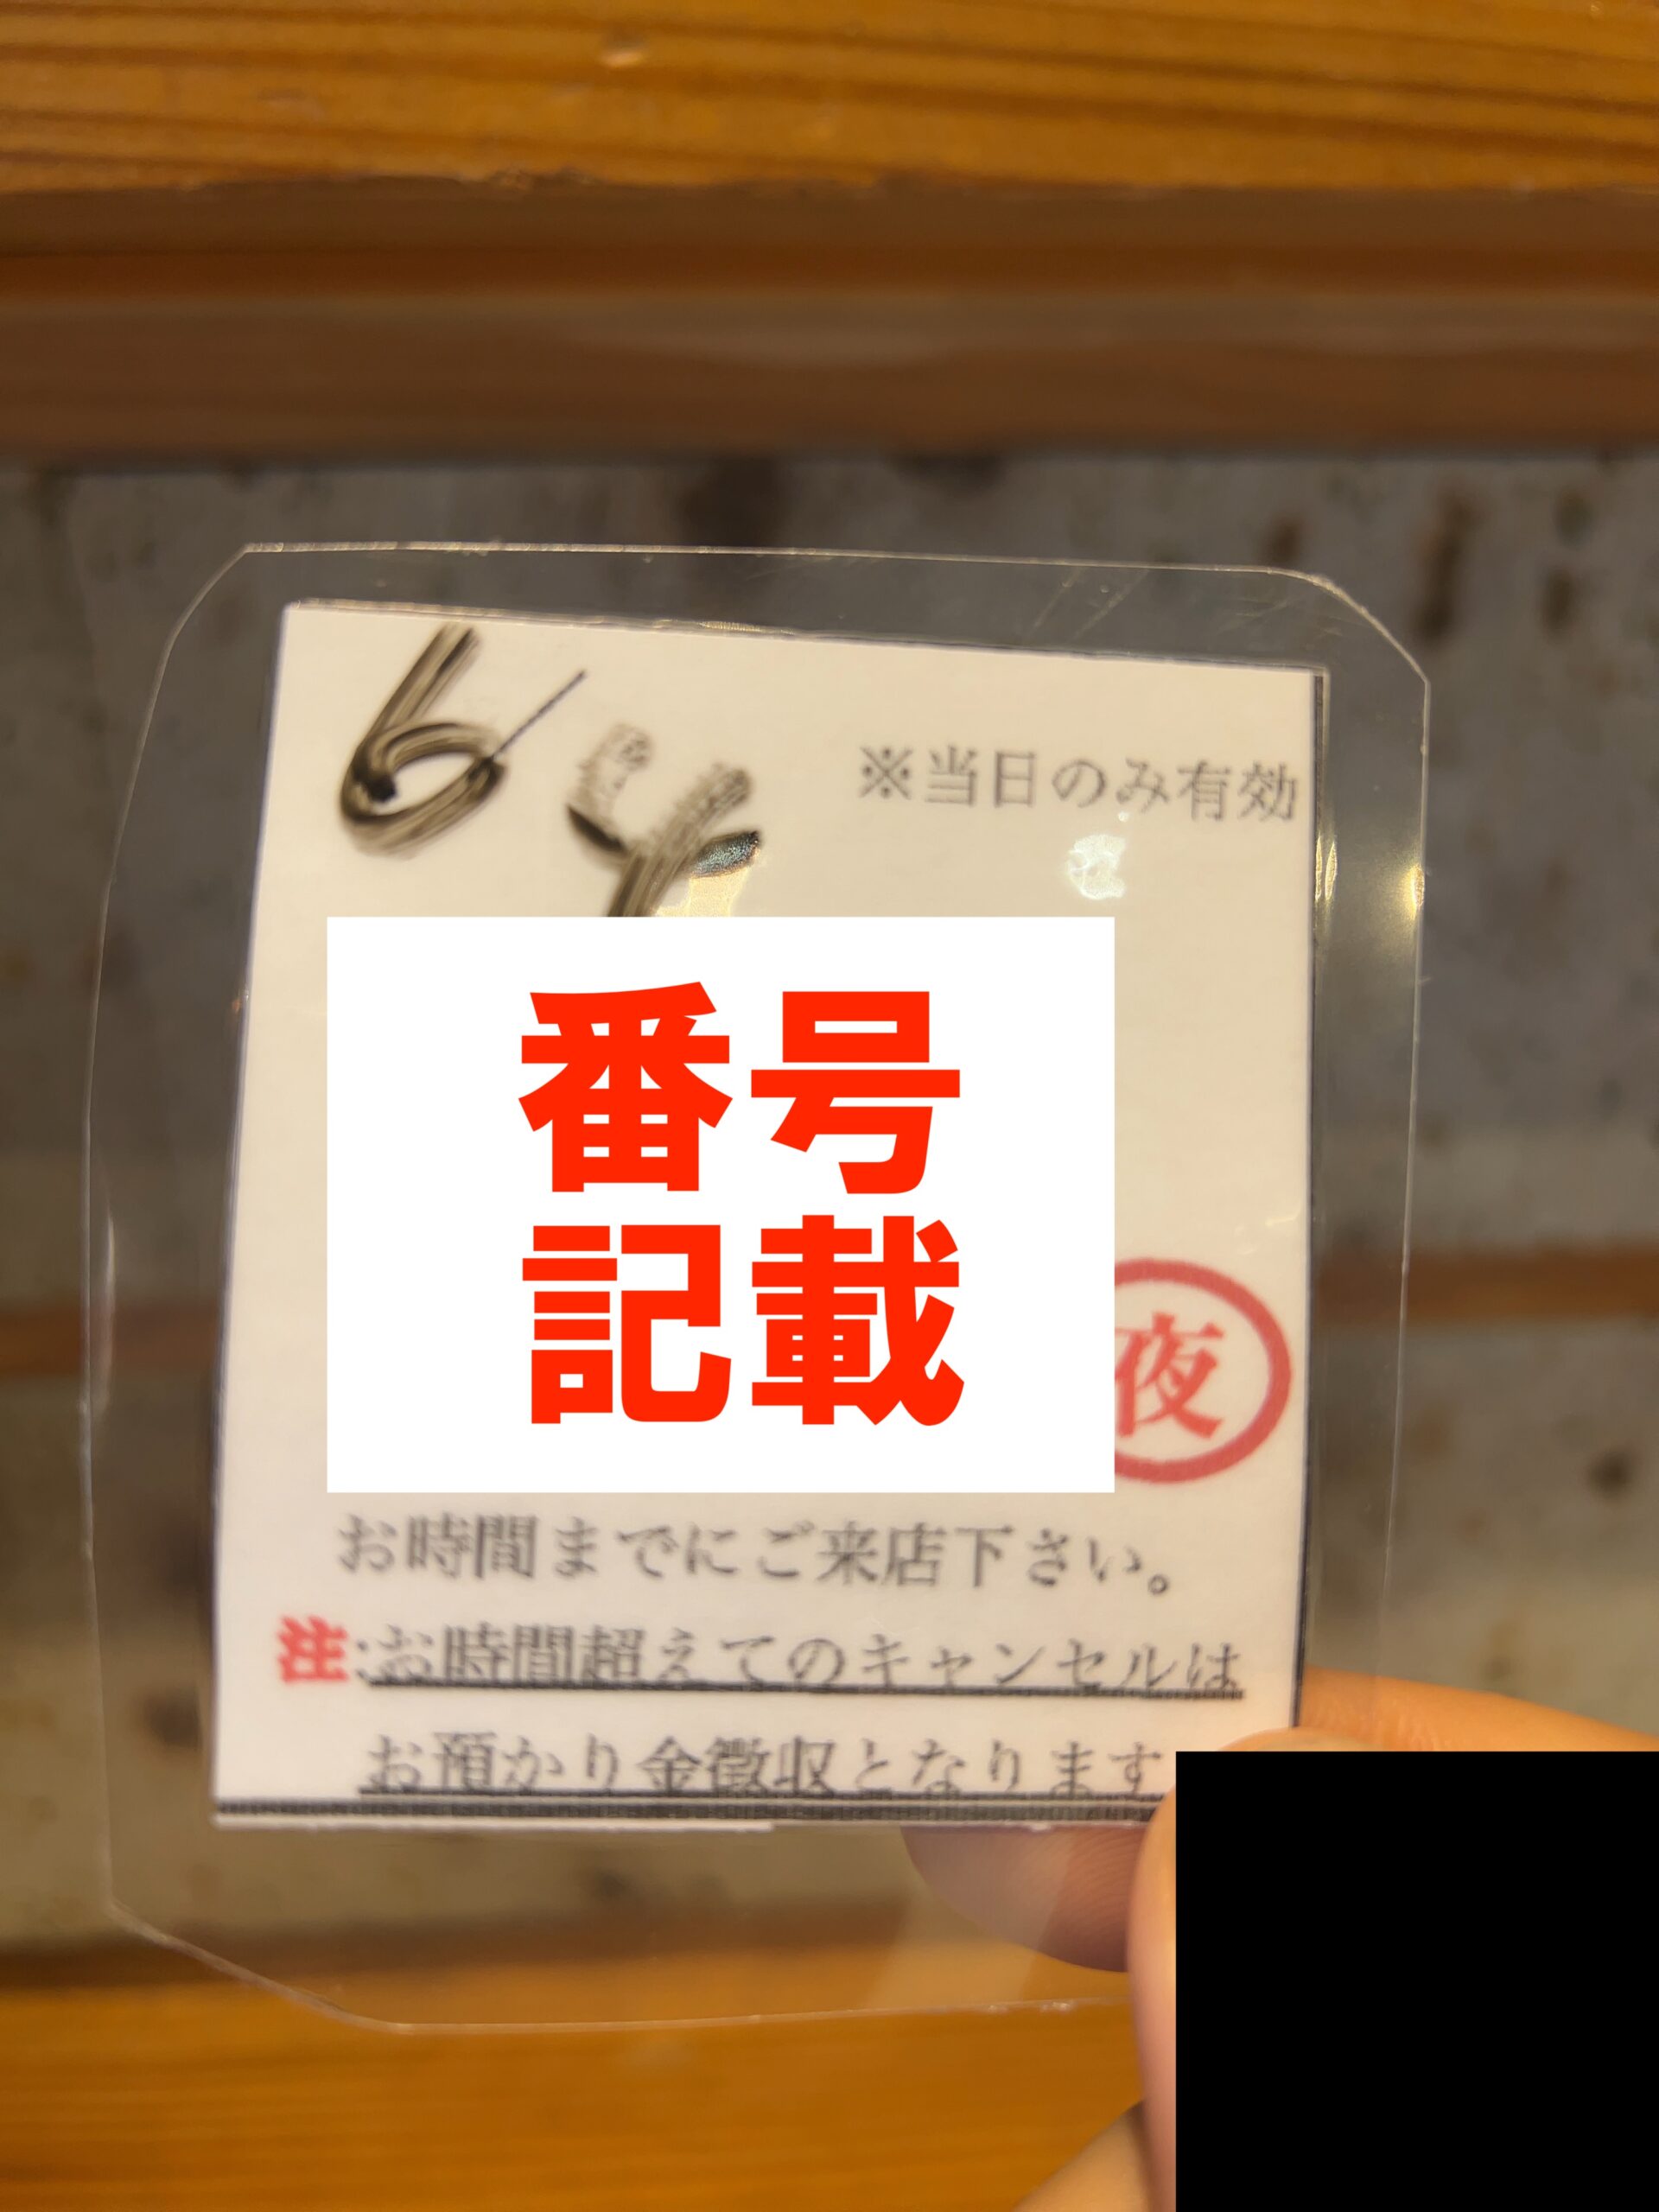 ※当日のみ有効
番号
記載
夜
お時間までにご来店下さい。
注:お時間超えてのキャンセルは
お預かり金徴収となります